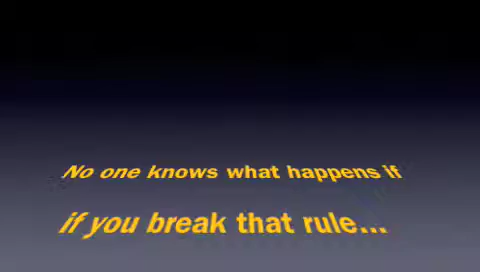 No one knows what happens if
if you break that rule...